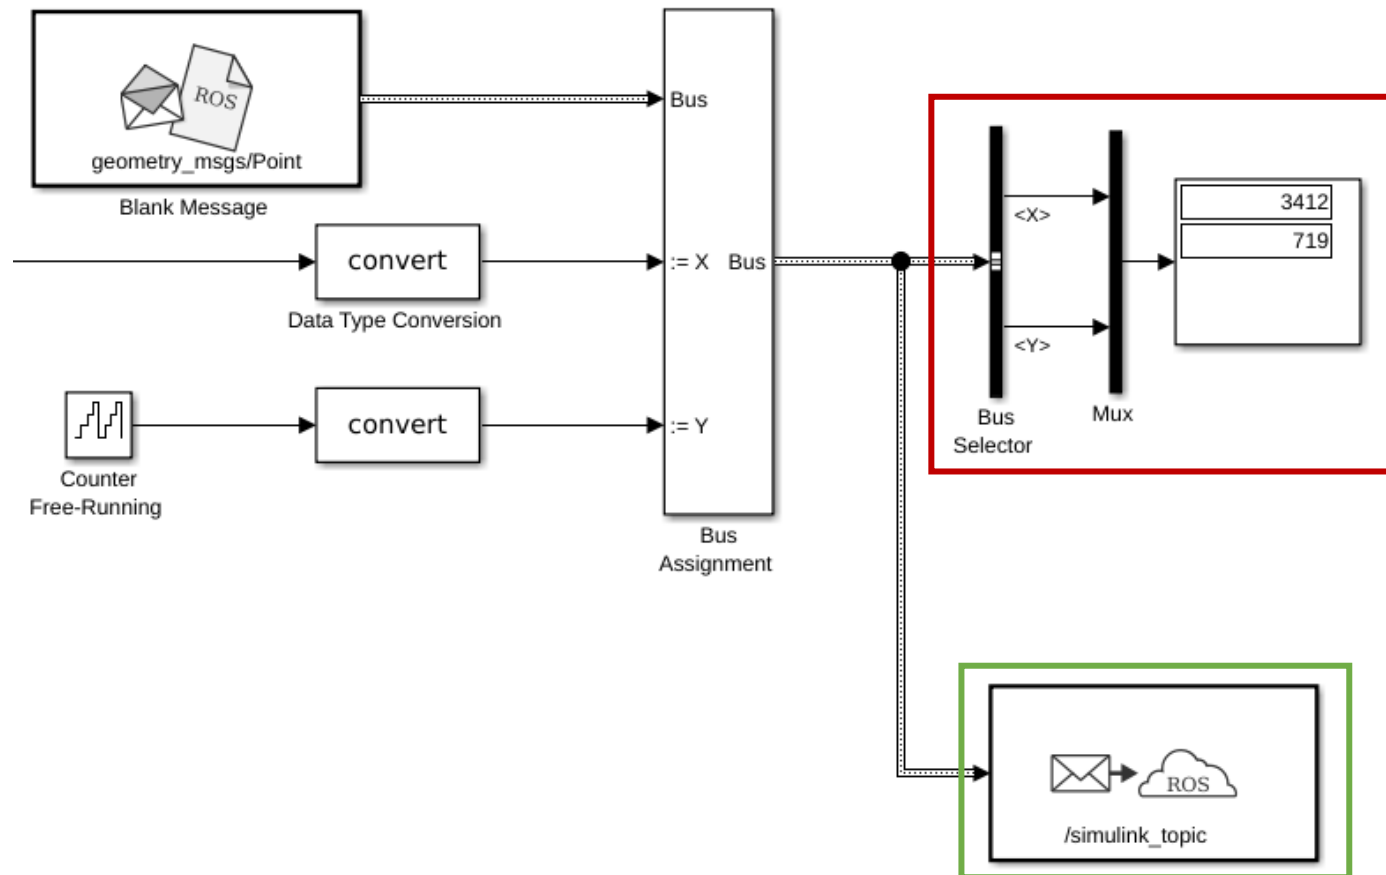 ROS
geometry_msgs/Point
Blank Message
Bus
convert
Data Type Conversion
:= X
Bus
convert
:= Y
Counter
Free-Running
Bus
Assignment
<X>
<Y>
Bus
Selector
Mux
3412
719
ROS
/simulink_topic